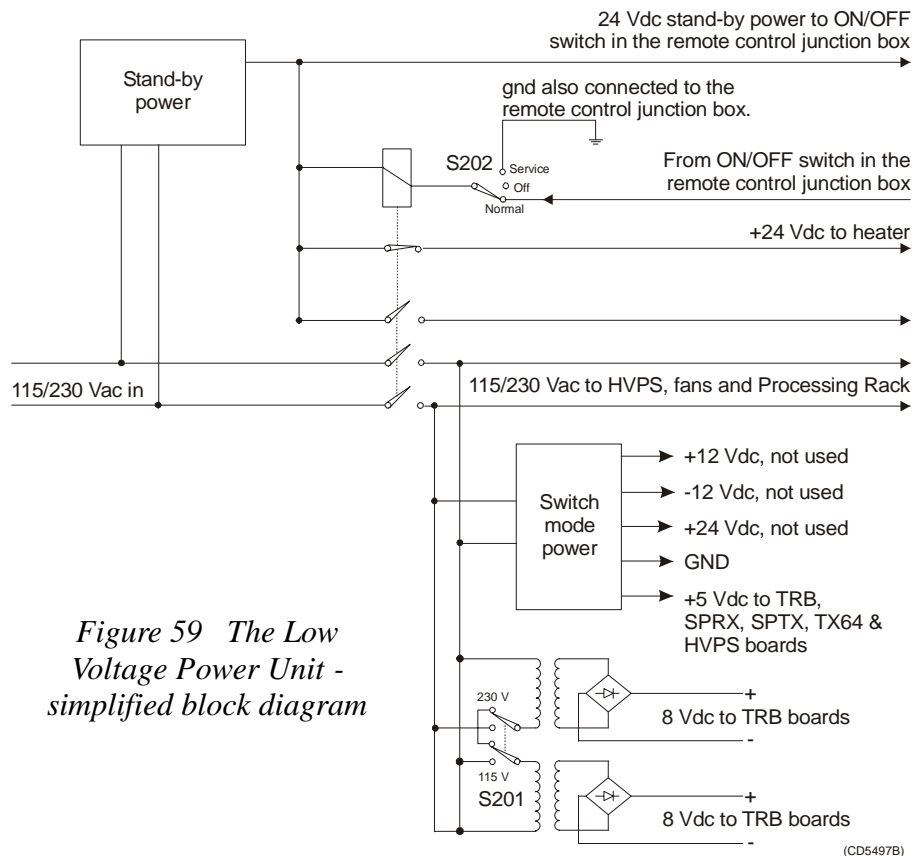 24 Vdc stand-by power to ON/OFF
switch in the remote control junction box
Stand-by
power
gnd also connected to the
remote control junction box.
S202
Service
Off
Normal
From ON/OFF switch in the
remote control junction box
+24 Vdc to heater
115/230 Vac in
115/230 Vac to HVPS, fans and Processing Rack
Switch
mode
power
+12 Vdc, not used
-12 Vdc, not used
+24 Vdc, not used
GND
+5 Vdc to TRB,
SPRX, SPTX, TX64 &
HVPS boards
Figure 59 The Low
Voltage Power Unit -
simplified block diagram
230 V
115 V
S201
+
8 Vdc to TRB boards
-
+
8 Vdc to TRB boards
-
(CD5497B)